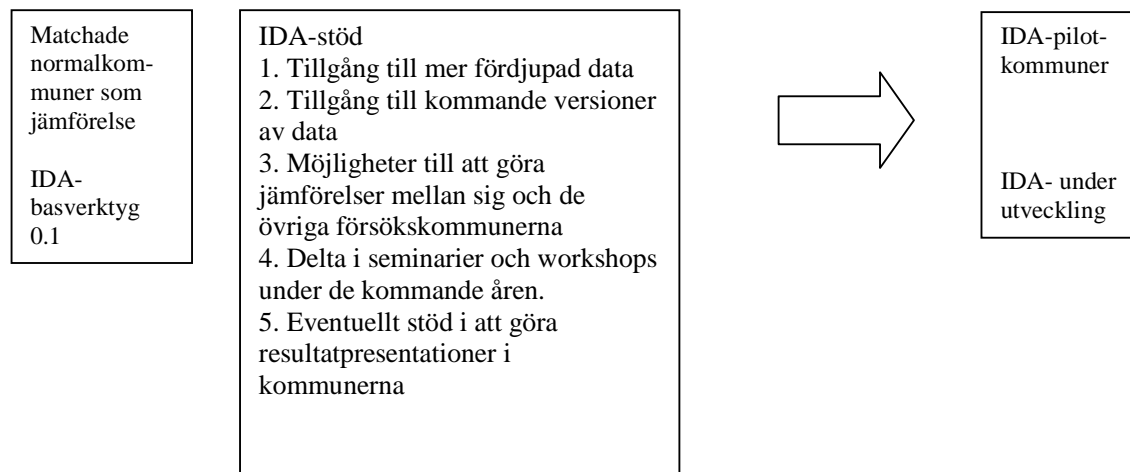 Matchade
normalkom-
muner som
jämförelse
IDA-
basverktyg
0.1
IDA-stöd
1. Tillgång till mer fördjupad data
2. Tillgång till kommande versioner
av data
3. Möjligheter till att göra
jämförelser mellan sig och de
övriga försökskommunerna
4. Delta i seminarier och workshops
under de kommande åren.
5. Eventuellt stöd i att göra
resultatpresentationer i
kommunerna
IDA-pilot-
kommuner
IDA- under
utveckling